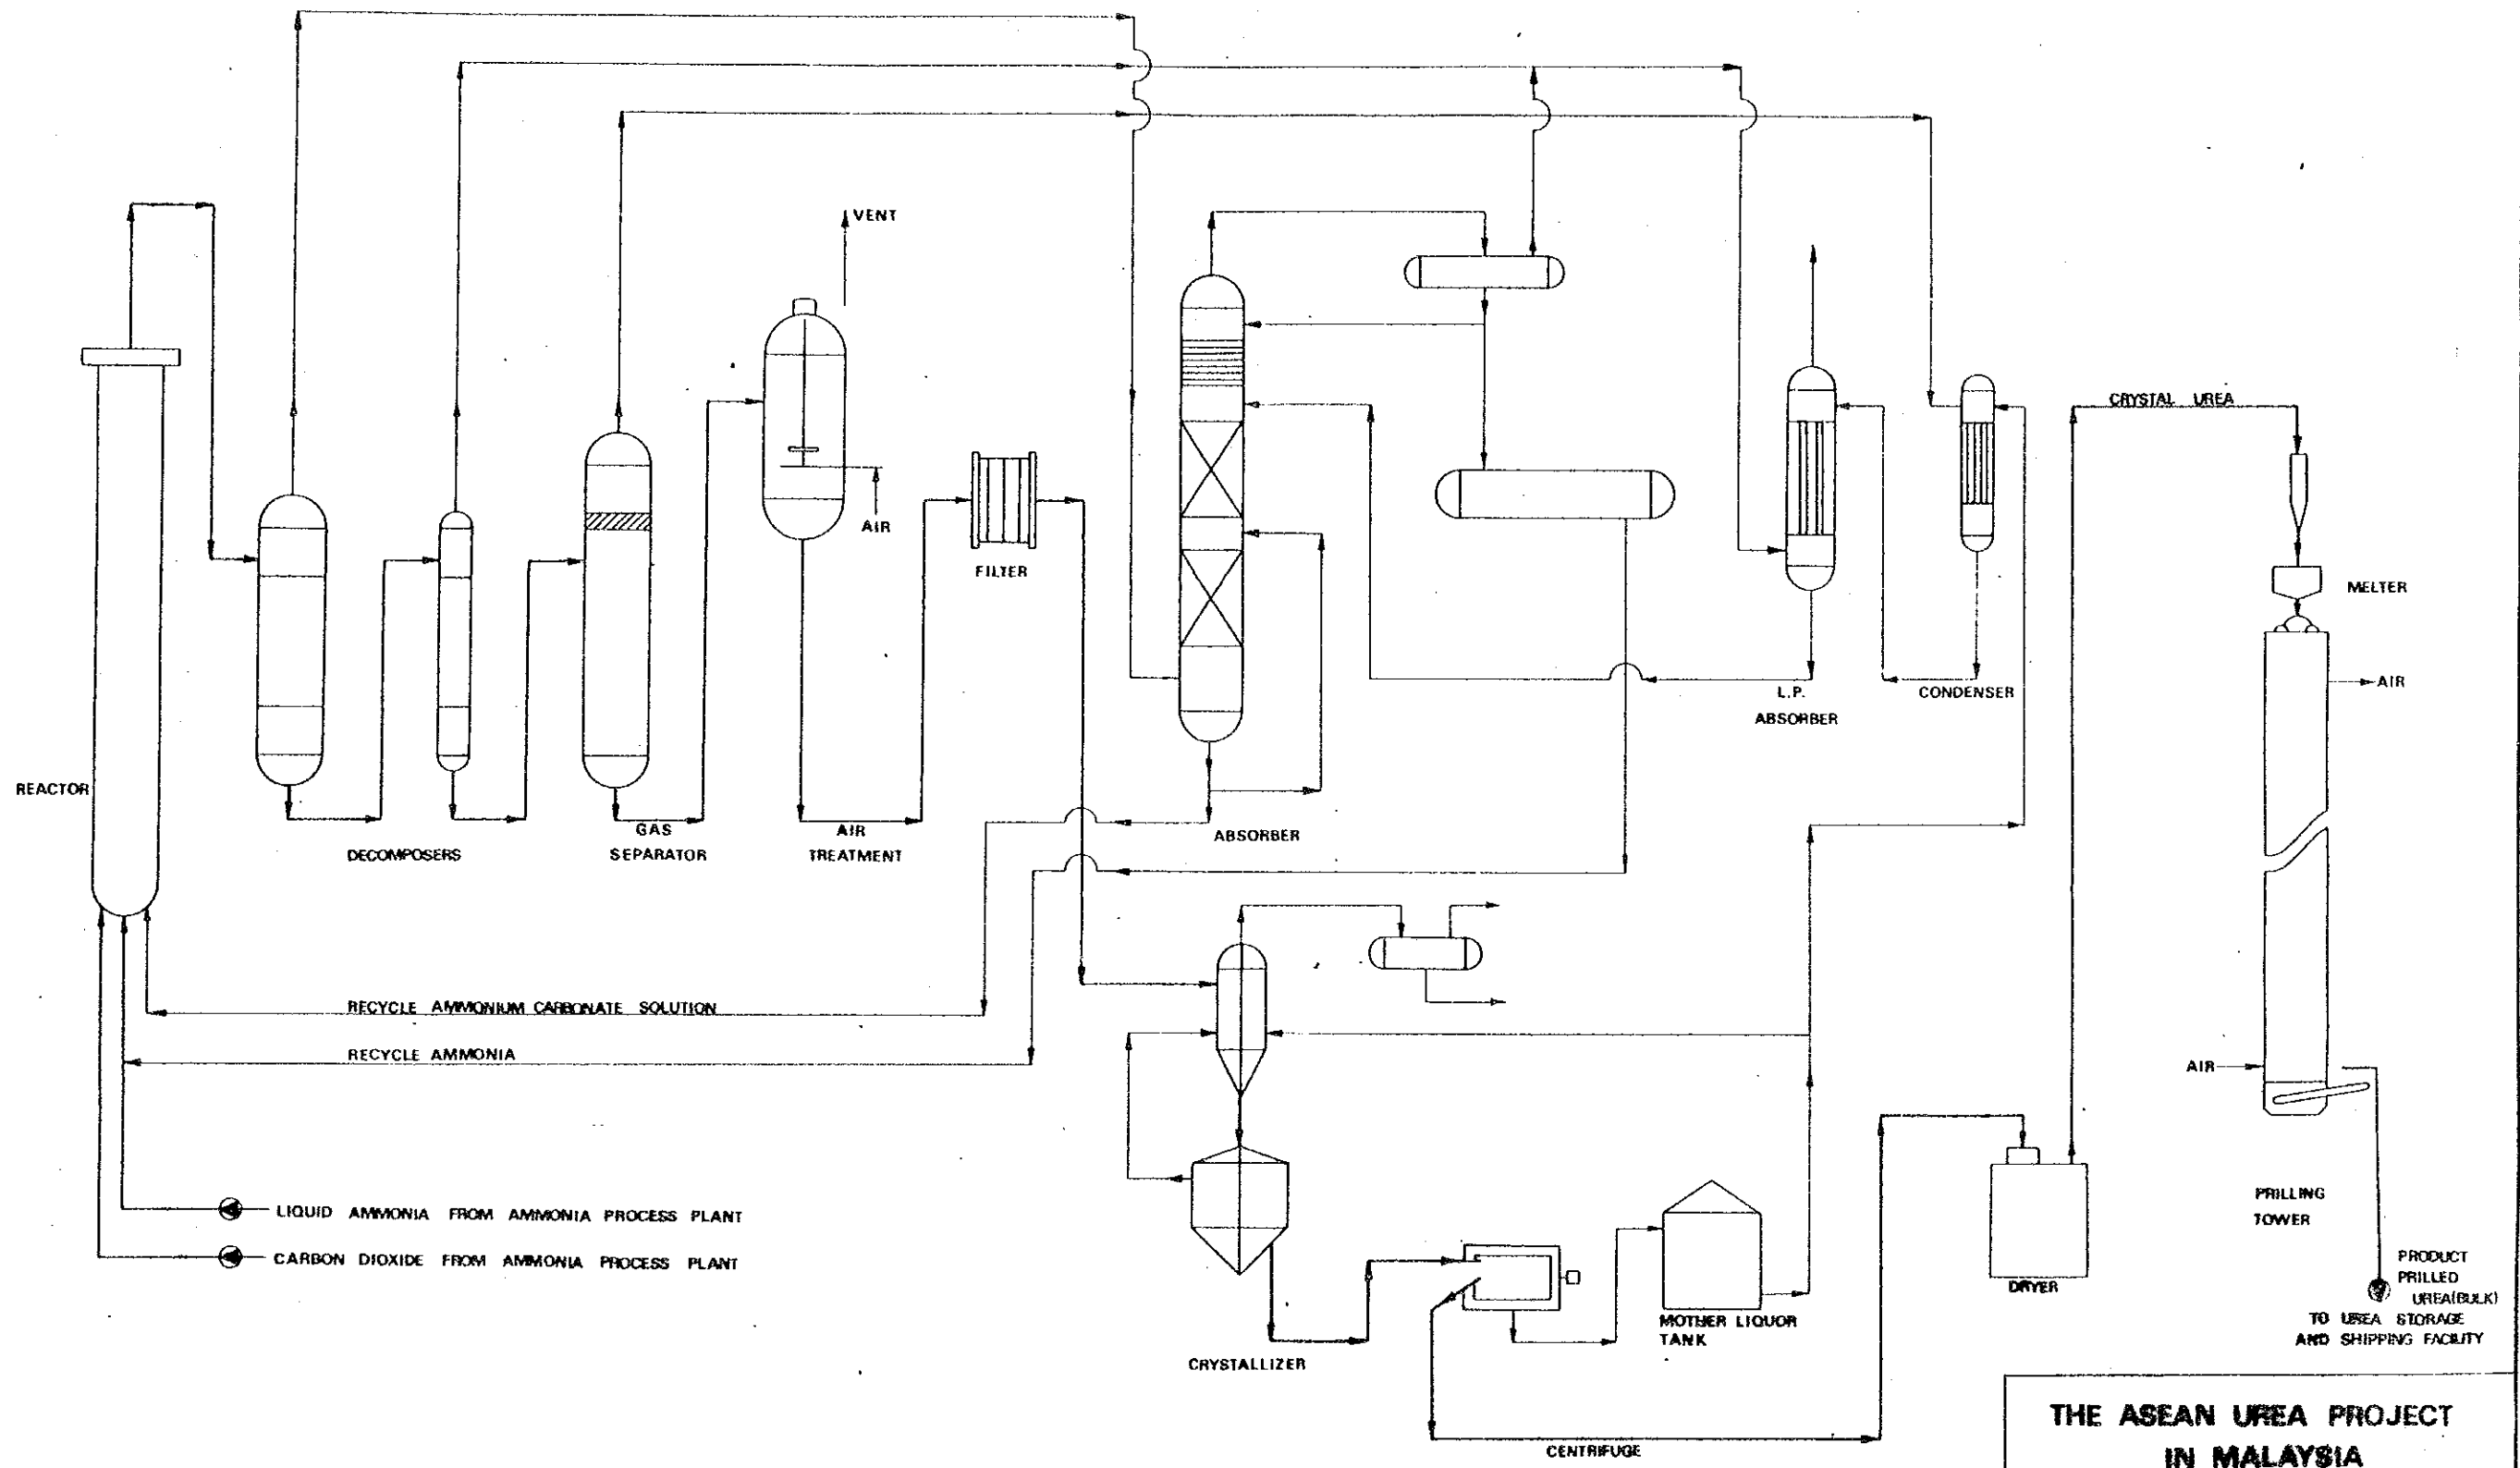 VENT
CRYSTAL UREA
AIR
FILTER
MELTER
AIR
L.P.
ABSORBER
CONDENSER
REACTOR
DECOMPOSERS
GAS
SEPARATOR
AIR
TREATMENT
ABSORBER
RECYCLE AMMONIUM CARBONATE SOLUTION
RECYCLE AMMONIA
AIR
LIQUID AMMONIA FROM AMMONIA PROCESS PLANT
CARBON DIOXIDE FROM AMMONIA PROCESS PLANT
PRILLING
TOWER
PRODUCT
PRILLED
UREA(BULK)
TO UREA STORAGE
AND SHIPPING FACILITY
DRYER
MOTHER LIQUOR
TANK
CRYSTALLIZER
CENTRIFUGE
THE ASEAN UREA PROJECT
IN MALAYSIA